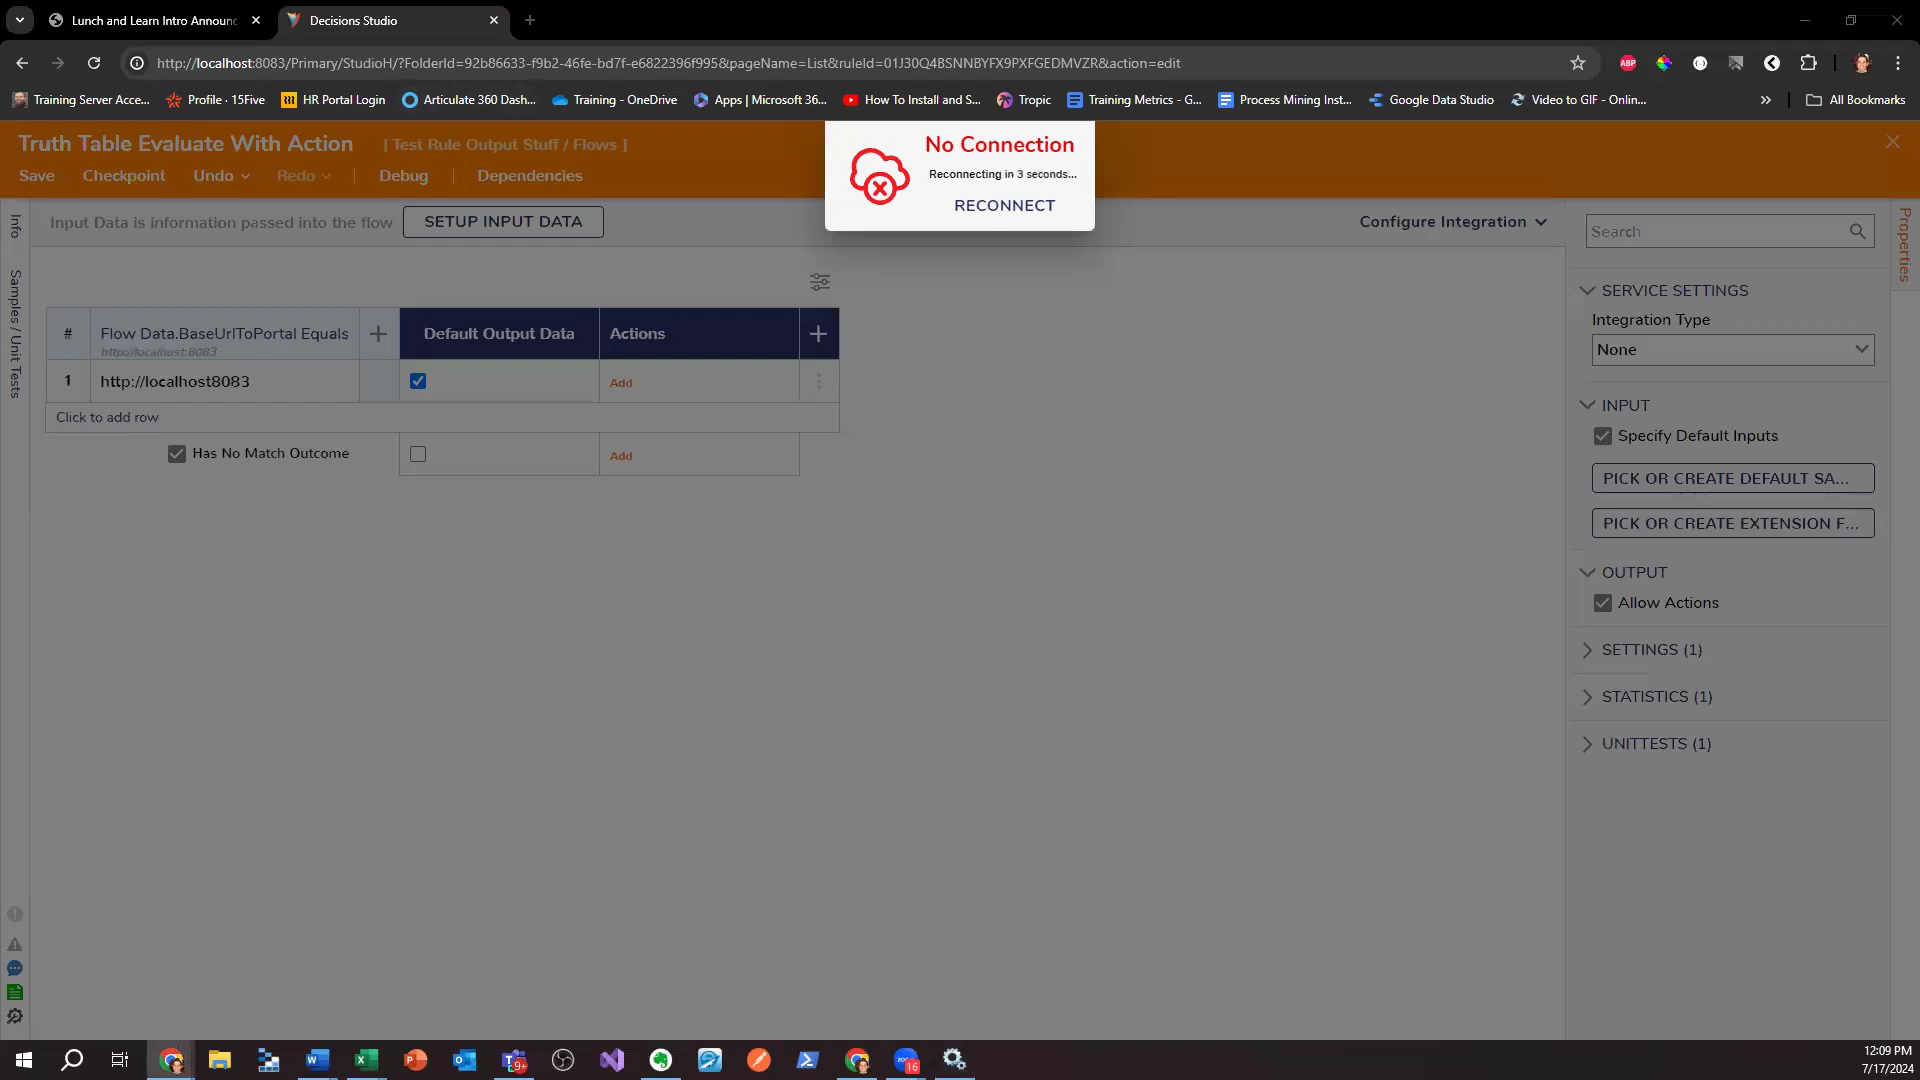 Lunch and Learn Intro Announ
Decisions Studio
http://localhost:8083/Primary/StudioH/?FolderId=92b86633-f9b2-46fe-bd7f-e6822396f995&pageName=List&ruleId=01J30Q4BSNNBYFX9PXFGEDMVZR&action=edit
ABP
Training Server Acce...
Profile · 15Five
HR Portal Login
Articulate 360 Dash...
Training - OneDrive
Apps | Microsoft 36...
How To Install and S...
Tropic
Training Metrics - G...
Process Mining Inst...
Google Data Studio
Video to GIF - Onlin...
All Bookmarks
Truth Table Evaluate With Action
[ Test Rule Output Stuff / Flows ]
Save
Checkpoint
Undo
Redo
Debug
Dependencies
No Connection
Reconnecting in 3 seconds...
RECONNECT
Info
Samples / Unit Tests
Input Data is information passed into the flow
SETUP INPUT DATA
Configure Integration
#
Flow Data.BaseUrlToPortal Equals
http://localhost:8083
Default Output Data
Actions
1
http://localhost8083
Add
Click to add row
Has No Match Outcome
Add
Search
Properties
SERVICE SETTINGS
Integration Type
None
INPUT
Specify Default Inputs
PICK OR CREATE DEFAULT SA...
PICK OR CREATE EXTENSION F...
OUTPUT
Allow Actions
SETTINGS (1)
STATISTICS (1)
UNITTESTS (1)
9+
16
12:09 PM
7/17/2024